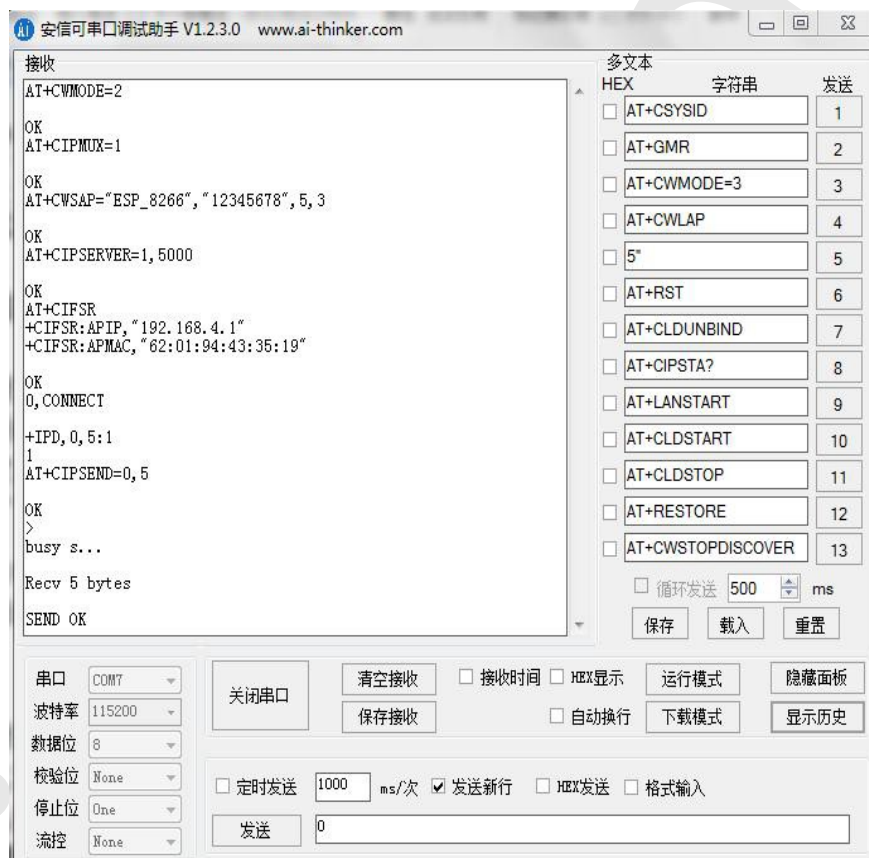 安信可串口调试助手 V1.2.3.0 www.ai-thinker.com
接收
AT+CWMODE=2
OK
AT+CIPMUX=1
OK
AT+CWSAP="ESP_8266","12345678",5,3
OK
AT+CIPSERVER=1,5000
OK
AT+CIFSR
+CIFSR:APIP,"192.168.4.1"
+CIFSR:APMAC,"62:01:94:43:35:19"
OK
0,CONNECT
+IPD,0,5:1
1
AT+CIPSEND=0,5
OK
>
busy s...
Recv 5 bytes
SEND OK
多文本
HEX 字符串 发送
AT+CSYSID 1
AT+GMR 2
AT+CWMODE=3 3
AT+CWLAP 4
5" 5
AT+RST 6
AT+CLDUNBIND 7
AT+CIPSTA? 8
AT+LANSTART 9
AT+CLDSTART 10
AT+CLDSTOP 11
AT+RESTORE 12
AT+CWSTOPDISCOVER 13
循环发送 500 ms
保存 载入 重置
串口 COM7
波特率 115200
数据位 8
校验位 None
停止位 One
流控 None
关闭串口 清空接收 接收时间 HEX显示 运行模式 隐藏面板
保存接收 自动换行 下载模式 显示历史
定时发送 1000 ms/次 发送新行 HEX发送 格式输入
发送 0